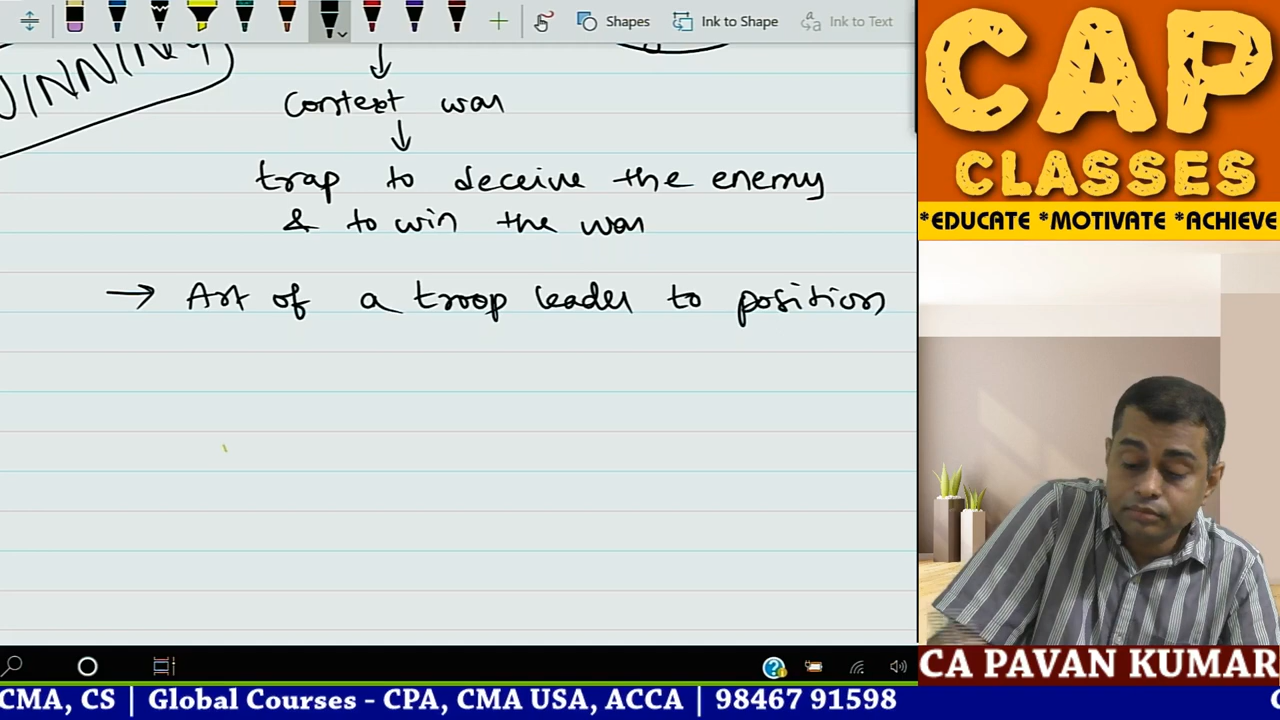 Shapes
Ink to Shape
Ink to Text
WINNING
Context war
trap to deceive the enemy
& to win the war
→ Art of a troop leader to position
CAP
CLASSES
*EDUCATE *MOTIVATE *ACHIEVE
CA PAVAN KUMAR
CMA, CS | Global Courses - CPA, CMA USA, ACCA | 98467 91598